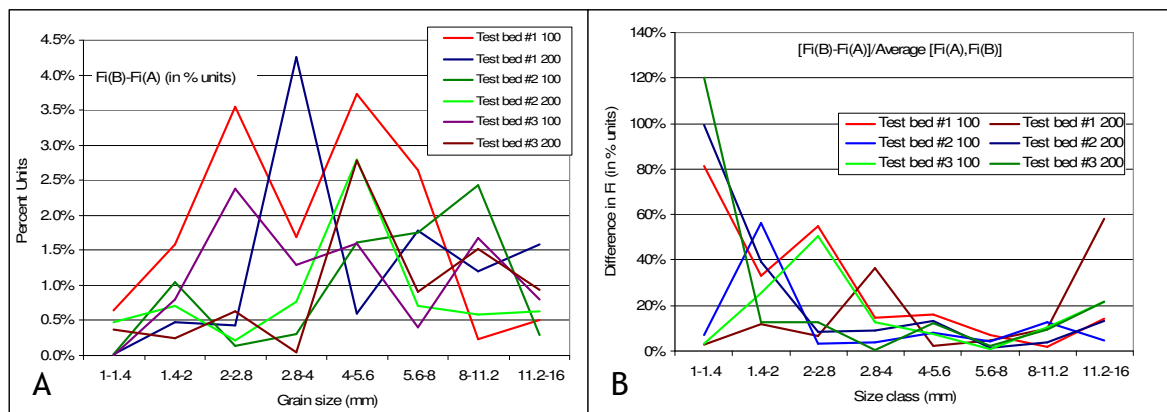 4.5%
4.0%
3.5%
3.0%
2.5%
2.0%
1.5%
1.0%
0.5%
0.0%
Percent Units
Fi(B)-Fi(A) (in % units)
Test bed #1 100
Test bed #1 200
Test bed #2 100
Test bed #2 200
Test bed #3 100
Test bed #3 200
1-1.4 1.4-2 2-2.8 2.8-4 4-5.6 5.6-8 8-11.2 11.2-16
Grain size (mm)
A
140%
120%
100%
80%
60%
40%
20%
0%
Difference in Fi (in % units)
[Fi(B)-Fi(A)]/Average [Fi(A),Fi(B)]
Test bed #1 100 Test bed #1 200
Test bed #2 100 Test bed #2 200
Test bed #3 100 Test bed #3 200
1-1.4 1.4-2 2-2.8 2.8-4 4-5.6 5.6-8 8-11.2 11.2-16
Size class (mm)
B